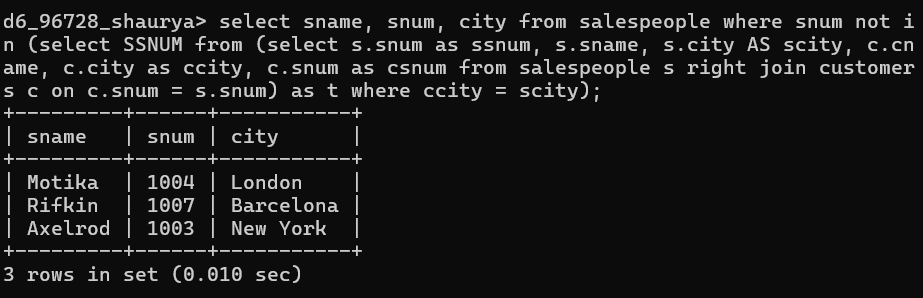 d6_96728_shaurya> select sname, snum, city from salespeople where snum not i
n (select SSNUM from (select s.snum as ssnum, s.sname, s.city AS scity, c.cn
ame, c.city as ccity, c.snum as csnum from salespeople s right join customer
s c on c.snum = s.snum) as t where ccity = scity);
+---------+------+-----------+
| sname   | snum | city      |
+---------+------+-----------+
| Motika  | 1004 | London    |
| Rifkin  | 1007 | Barcelona |
| Axelrod | 1003 | New York  |
+---------+------+-----------+
3 rows in set (0.010 sec)